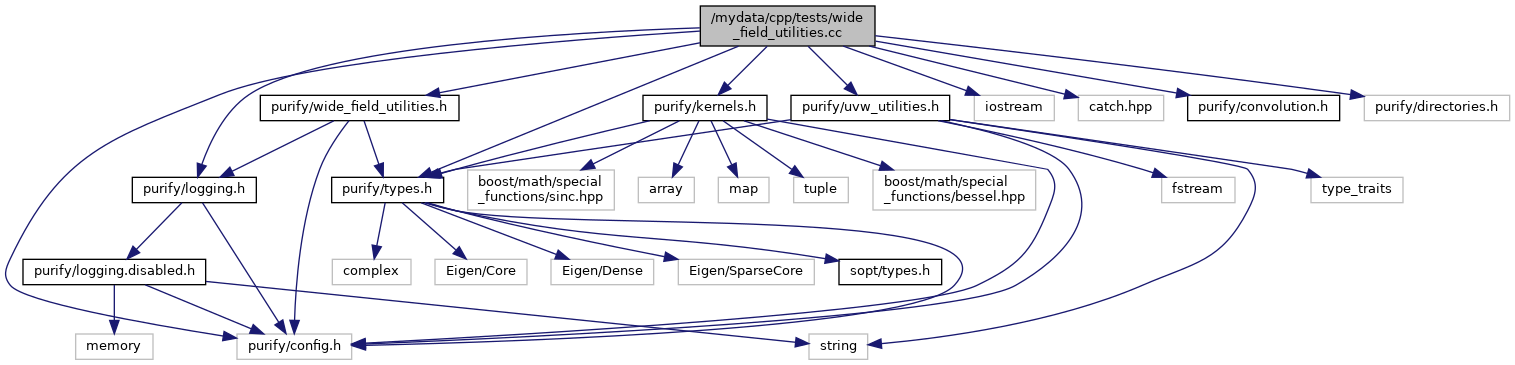 /mydata/cpp/tests/wide
_field_utilities.cc
purify/wide_field_utilities.h
purify/kernels.h
purify/uvw_utilities.h
iostream
catch.hpp
purify/convolution.h
purify/directories.h
purify/logging.h
purify/types.h
boost/math/special
_functions/sinc.hpp
array
map
tuple
boost/math/special
_functions/bessel.hpp
fstream
type_traits
purify/logging.disabled.h
complex
Eigen/Core
Eigen/Dense
Eigen/SparseCore
sopt/types.h
memory
purify/config.h
string